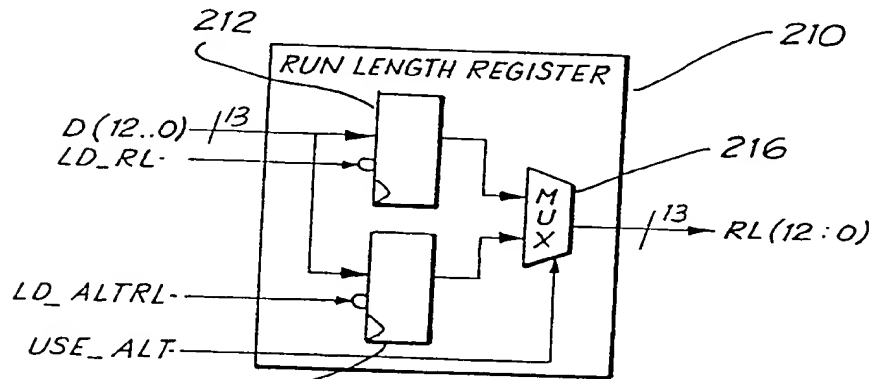 212
210
RUN LENGTH REGISTER
D(12..0)
13
LD_RL-
216
MUX
13
RL(12:0)
LD_ALTRL-
USE_ALT-